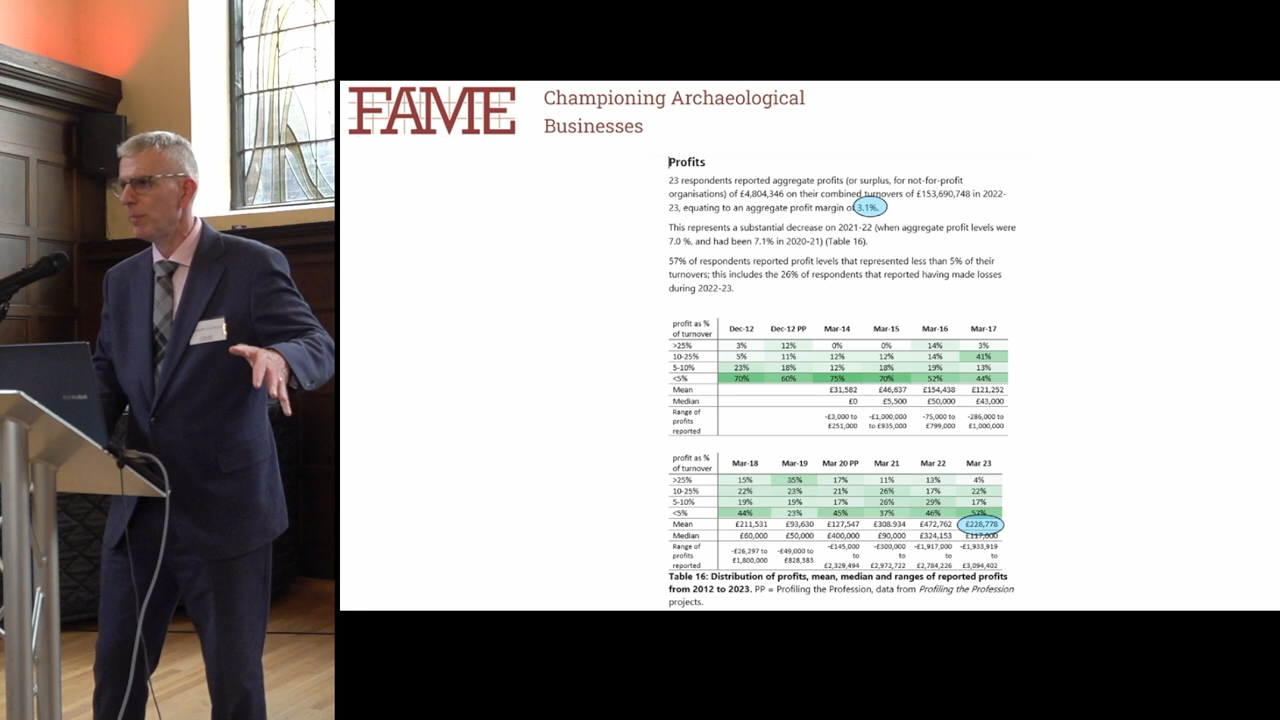 FAME
Championing Archaeological
Businesses
Profits
23 respondents reported aggregate profits (or surplus, for not-for-profit
organisations) of £4,804,346 on their combined turnovers of £153,690,748 in 2022-
23, equating to an aggregate profit margin of 3.1%.
This represents a substantial decrease on 2021-22 (when aggregate profit levels were
7.0 %, and had been 7.1% in 2020-21) (Table 16).
57% of respondents reported profit levels that represented less than 5% of their
turnovers; this includes the 26% of respondents that reported having made losses
during 2022-23.
profit as %
of turnover Dec-12 Dec-12 PP Mar-14 Mar-15 Mar-16 Mar-17
>25% 3% 12% 0% 0% 14% 3%
10-25% 5% 11% 12% 12% 14% 41%
5-10% 23% 18% 12% 18% 19% 13%
<5% 70% 60% 75% 70% 52% 44%
Mean £31,582 £46,637 £154,438 £121,252
Median £0 £5,500 £50,000 £43,000
Range of
profits
reported
-£3,000 to -£1,000,000 -75,000 to -286,000 to
£251,000 to £935,000 £799,000 £1,000,000
profit as %
of turnover Mar-18 Mar-19 Mar 20 PP Mar 21 Mar 22 Mar 23
>25% 15% 35% 17% 11% 13% 4%
10-25% 22% 23% 21% 26% 17% 22%
5-10% 19% 19% 17% 26% 29% 17%
<5% 44% 23% 45% 37% 46% 57%
Mean £211,531 £93,630 £127,547 £308.934 £472,762 £228,778
Median £60,000 £50,000 £400,000 £90,000 £324,153 £117,000
Range of
profits
reported
-£26,297 to -£49,000 to -£145,000 -£300,000 -£1,917,000 -£1,933,919
£1,800,000 £828,383 to to to to
£2,329,494 £2,972,722 £2,784,226 £3,094,402
Table 16: Distribution of profits, mean, median and ranges of reported profits
from 2012 to 2023. PP = Profiling the Profession, data from Profiling the Profession
projects.